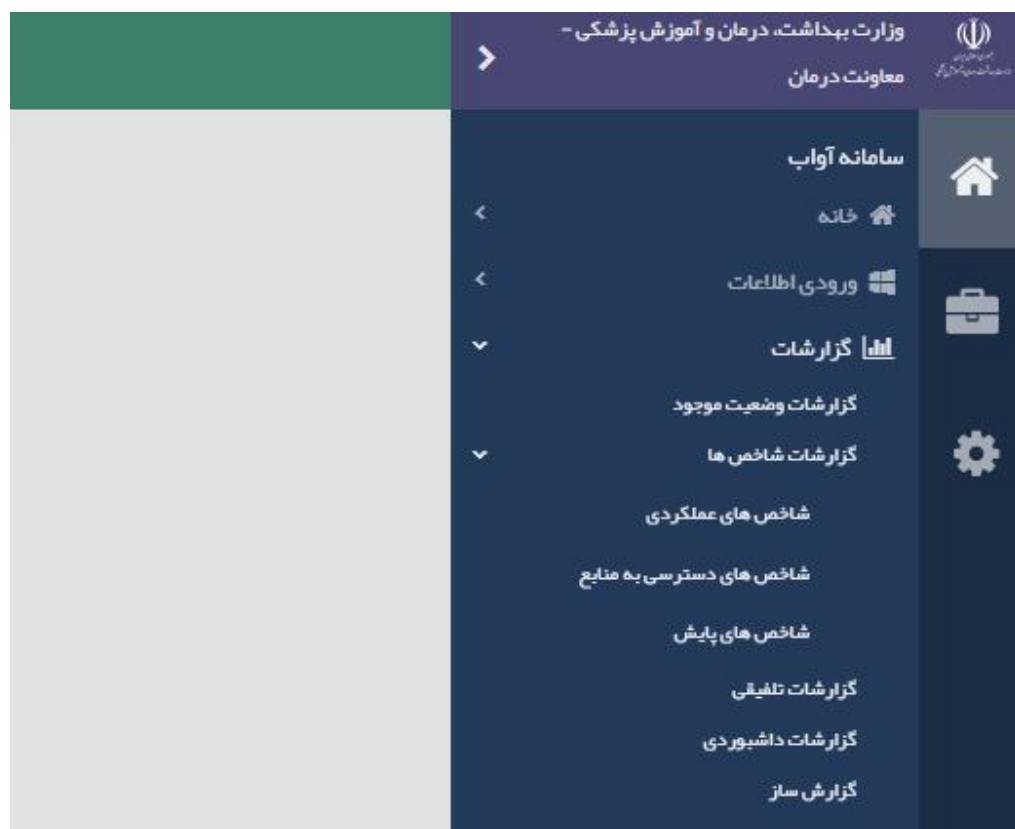 وزارت بهداشت، درمان و آموزش پزشکی -
معاونت درمان
سامانه آواب
خانه
ورودی اطلاعات
گزارشات
گزارشات وضعیت موجود
گزارشات شاخص ها
شاخص های عملکردی
شاخص های دسترسی به منابع
شاخص های پایش
گزارشات تلفیقی
گزارشات داشبوردی
گزارش ساز